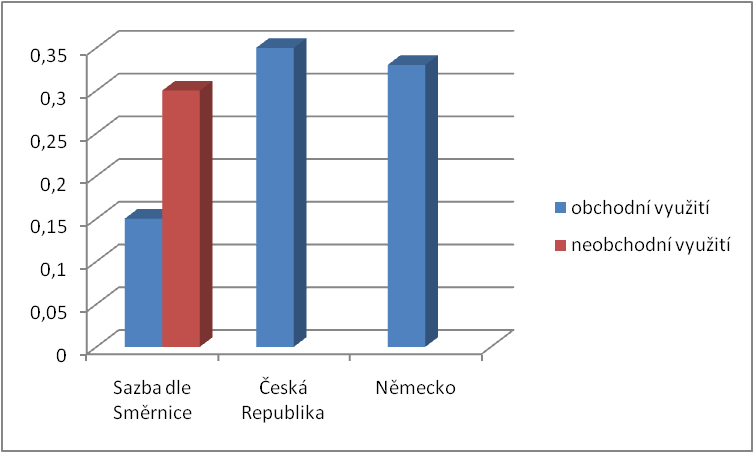 0,35
0,3
0,25
0,2
0,15
0,1
0,05
0
Sazba dle
Směrnice
Česká
Republika
Německo
obchodní využití
neobchodní využití